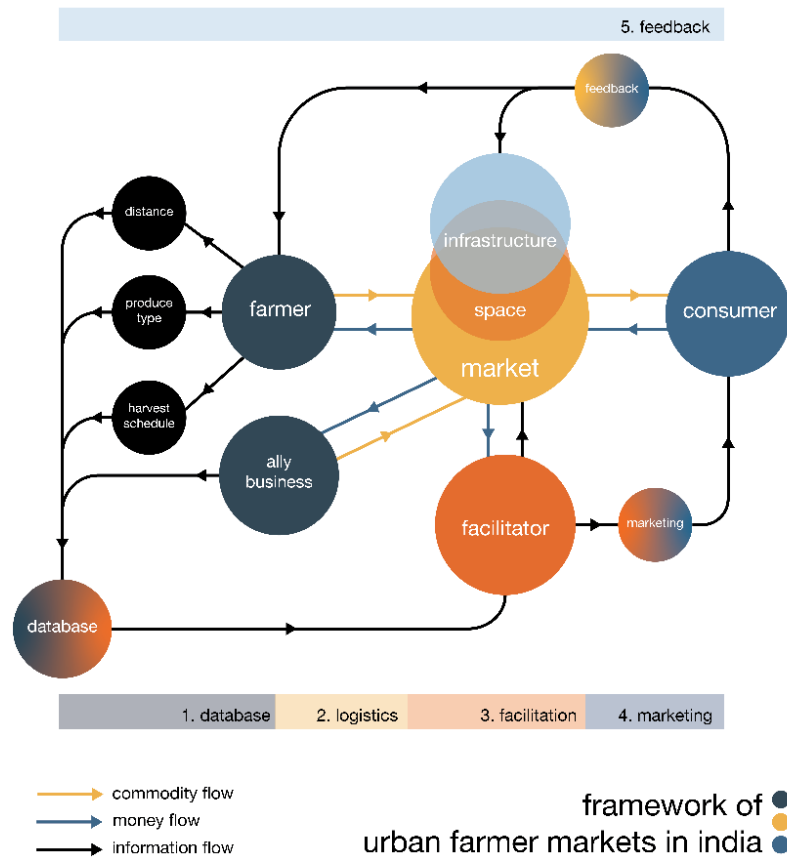 5. feedback
feedback
distance
infrastructure
produce
type
farmer
space
consumer
market
harvest
schedule
ally
business
facilitator
marketing
database
1. database
2. logistics
3. facilitation
4. marketing
commodity flow
money flow
information flow
framework of
urban farmer markets in india